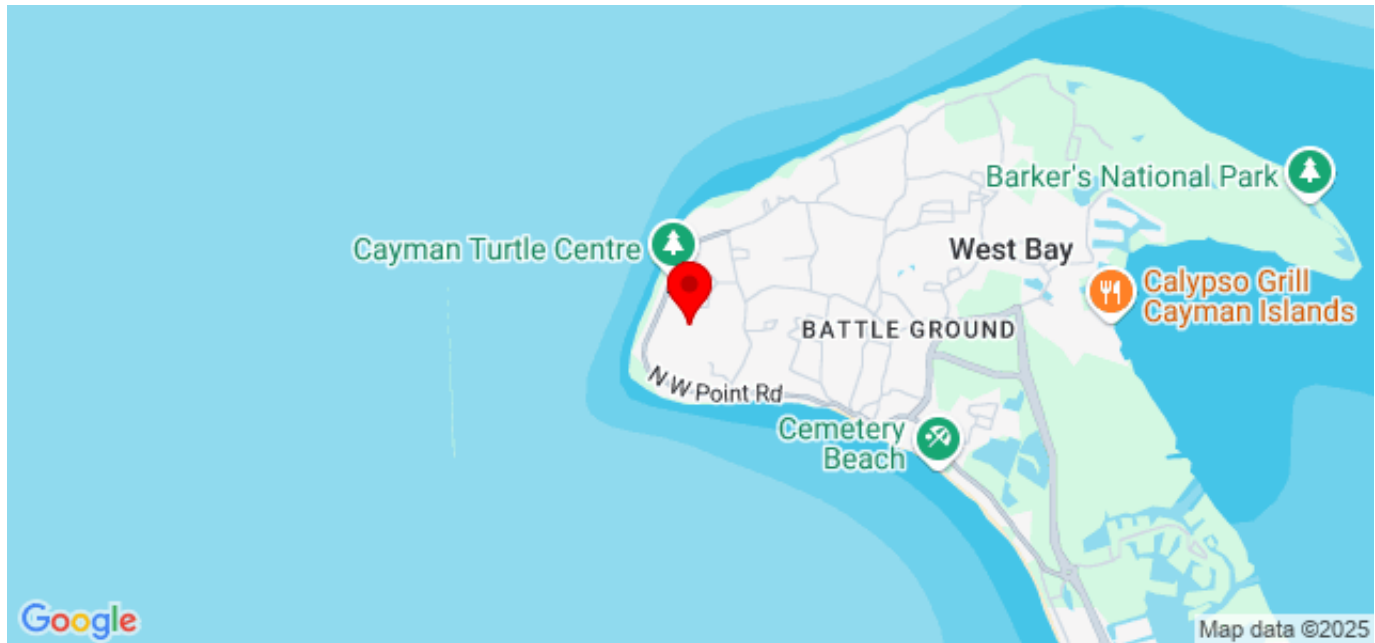 Barker's National Park
Cayman Turtle Centre
West Bay
Calypso Grill
Cayman Islands
BATTLE GROUND
N W Point Rd
Cemetery
Beach
Google
Map data ©2025